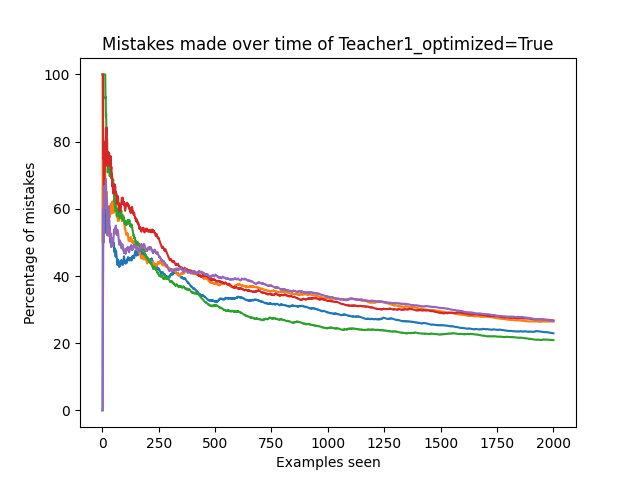 Mistakes made over time of Teacher1_optimized=True
Percentage of mistakes
100
80
60
40
20
0
0 250 500 750 1000 1250 1500 1750 2000
Examples seen